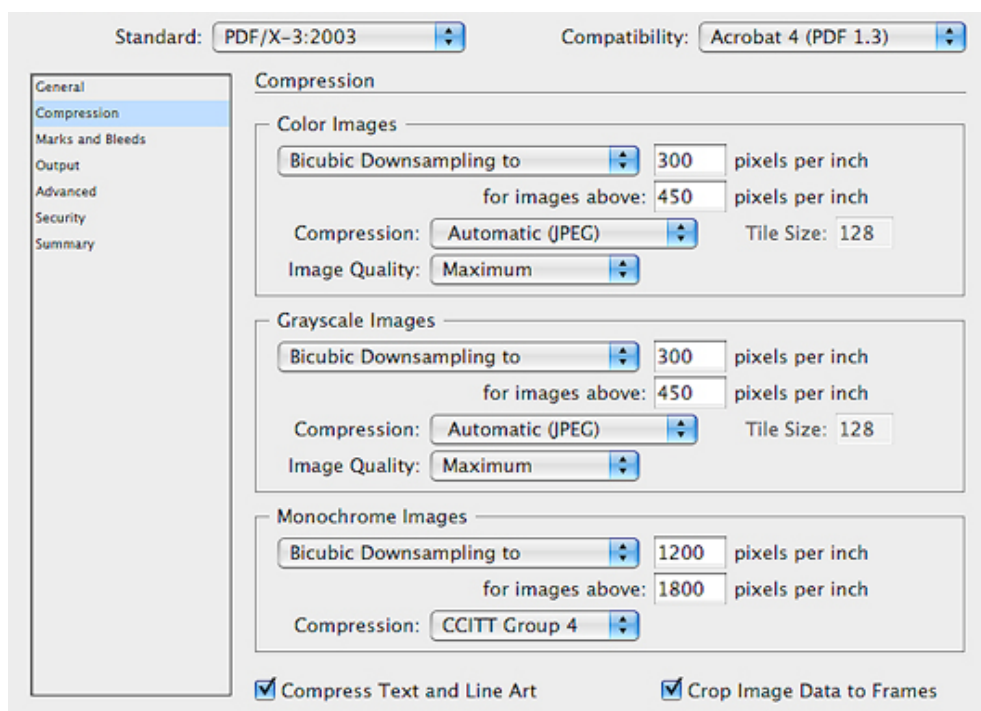 Standard: PDF/X-3:2003 Compatibility: Acrobat 4 (PDF 1.3)
General
Compression
Marks and Bleeds
Output
Advanced
Security
Summary
Compression
Color Images
Bicubic Downsampling to 300 pixels per inch
for images above: 450 pixels per inch
Compression: Automatic (JPEG) Tile Size: 128
Image Quality: Maximum
Grayscale Images
Bicubic Downsampling to 300 pixels per inch
for images above: 450 pixels per inch
Compression: Automatic (JPEG) Tile Size: 128
Image Quality: Maximum
Monochrome Images
Bicubic Downsampling to 1200 pixels per inch
for images above: 1800 pixels per inch
Compression: CCITT Group 4
Compress Text and Line Art Crop Image Data to Frames